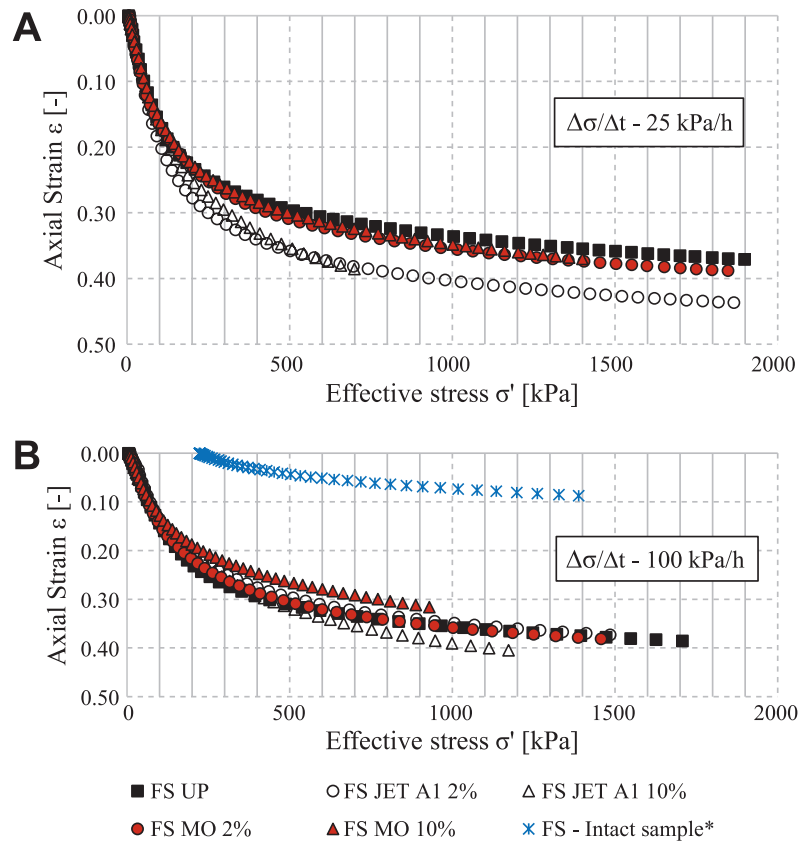 A
0.00
0.10
0.20
0.30
0.40
0.50
Axial Strain ε [-]
Δσ/Δt - 25 kPa/h
0 500 1000 1500 2000
Effective stress σ' [kPa]
B
0.00
0.10
0.20
0.30
0.40
0.50
Axial Strain ε [-]
Δσ/Δt - 100 kPa/h
0 500 1000 1500 2000
Effective stress σ' [kPa]
FS UP FS JET A1 2% FS JET A1 10%
FS MO 2% FS MO 10% FS - Intact sample*